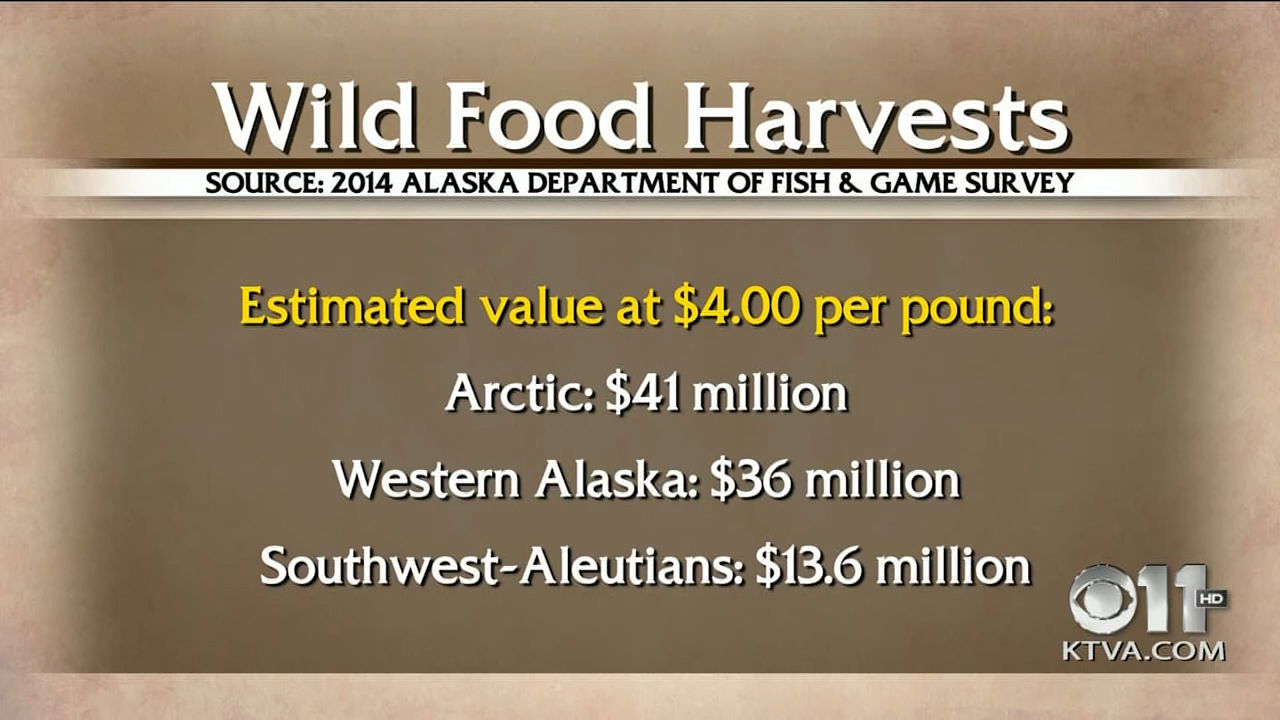 Wild Food Harvests
SOURCE: 2014 ALASKA DEPARTMENT OF FISH & GAME SURVEY
Estimated value at $4.00 per pound:
Arctic: $41 million
Western Alaska: $36 million
Southwest-Aleutians: $13.6 million
11 HD
KTVA.COM